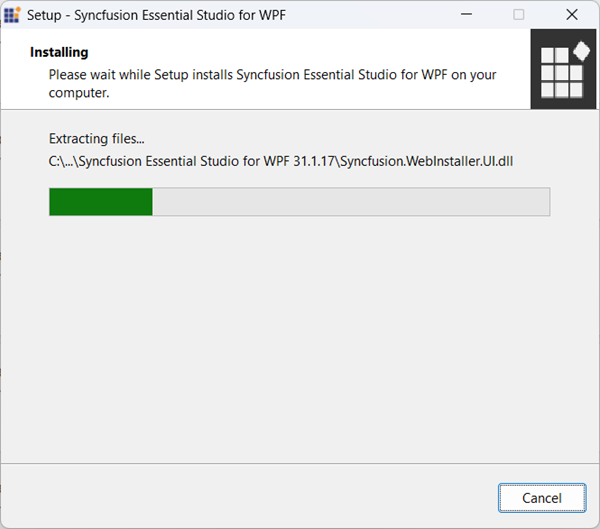 Setup - Syncfusion Essential Studio for WPF
Installing
Please wait while Setup installs Syncfusion Essential Studio for WPF on your
computer.
Extracting files...
C:\...\Syncfusion Essential Studio for WPF 31.1.17\Syncfusion.WebInstaller.UI.dll
Cancel